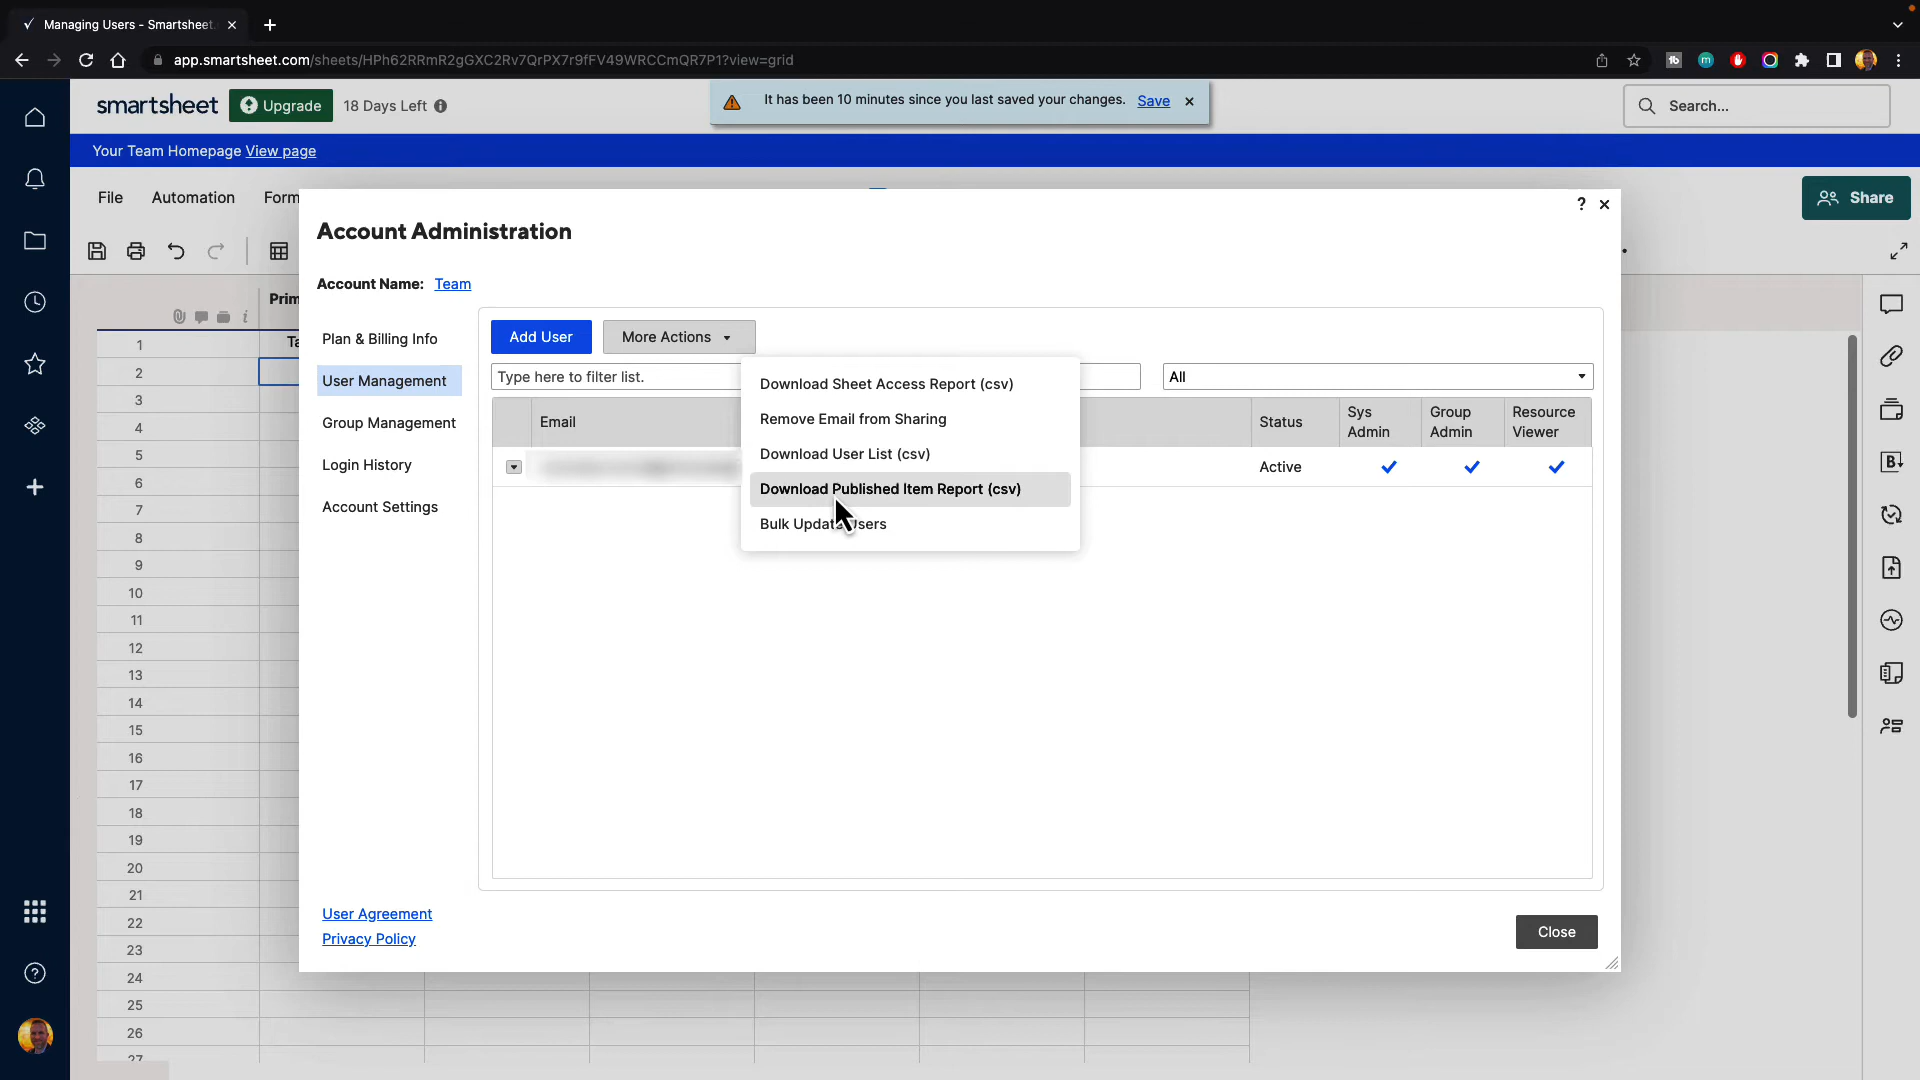 Managing Users - Smartsheet.
app.smartsheet.com/sheets/HPh62RRmR2gGXC2Rv7QrPX7r9fFV49WRCCmQR7P1?view=grid
smartsheet
Upgrade
18 Days Left
It has been 10 minutes since you last saved your changes. Save
Search...
Your Team Homepage View page
File
Automation
Form
Share
Account Administration
?
Account Name: Team
Plan & Billing Info
User Management
Group Management
Login History
Account Settings
Add User
More Actions
Type here to filter list.
All
Download Sheet Access Report (csv)
Remove Email from Sharing
Download User List (csv)
Download Published Item Report (csv)
Bulk Update Users
Email
Status
Sys Admin
Group Admin
Resource Viewer
Active
User Agreement
Privacy Policy
Close
Prim
Ta
1
2
3
4
5
6
7
8
9
10
11
12
13
14
15
16
17
18
19
20
21
22
23
24
25
26
27